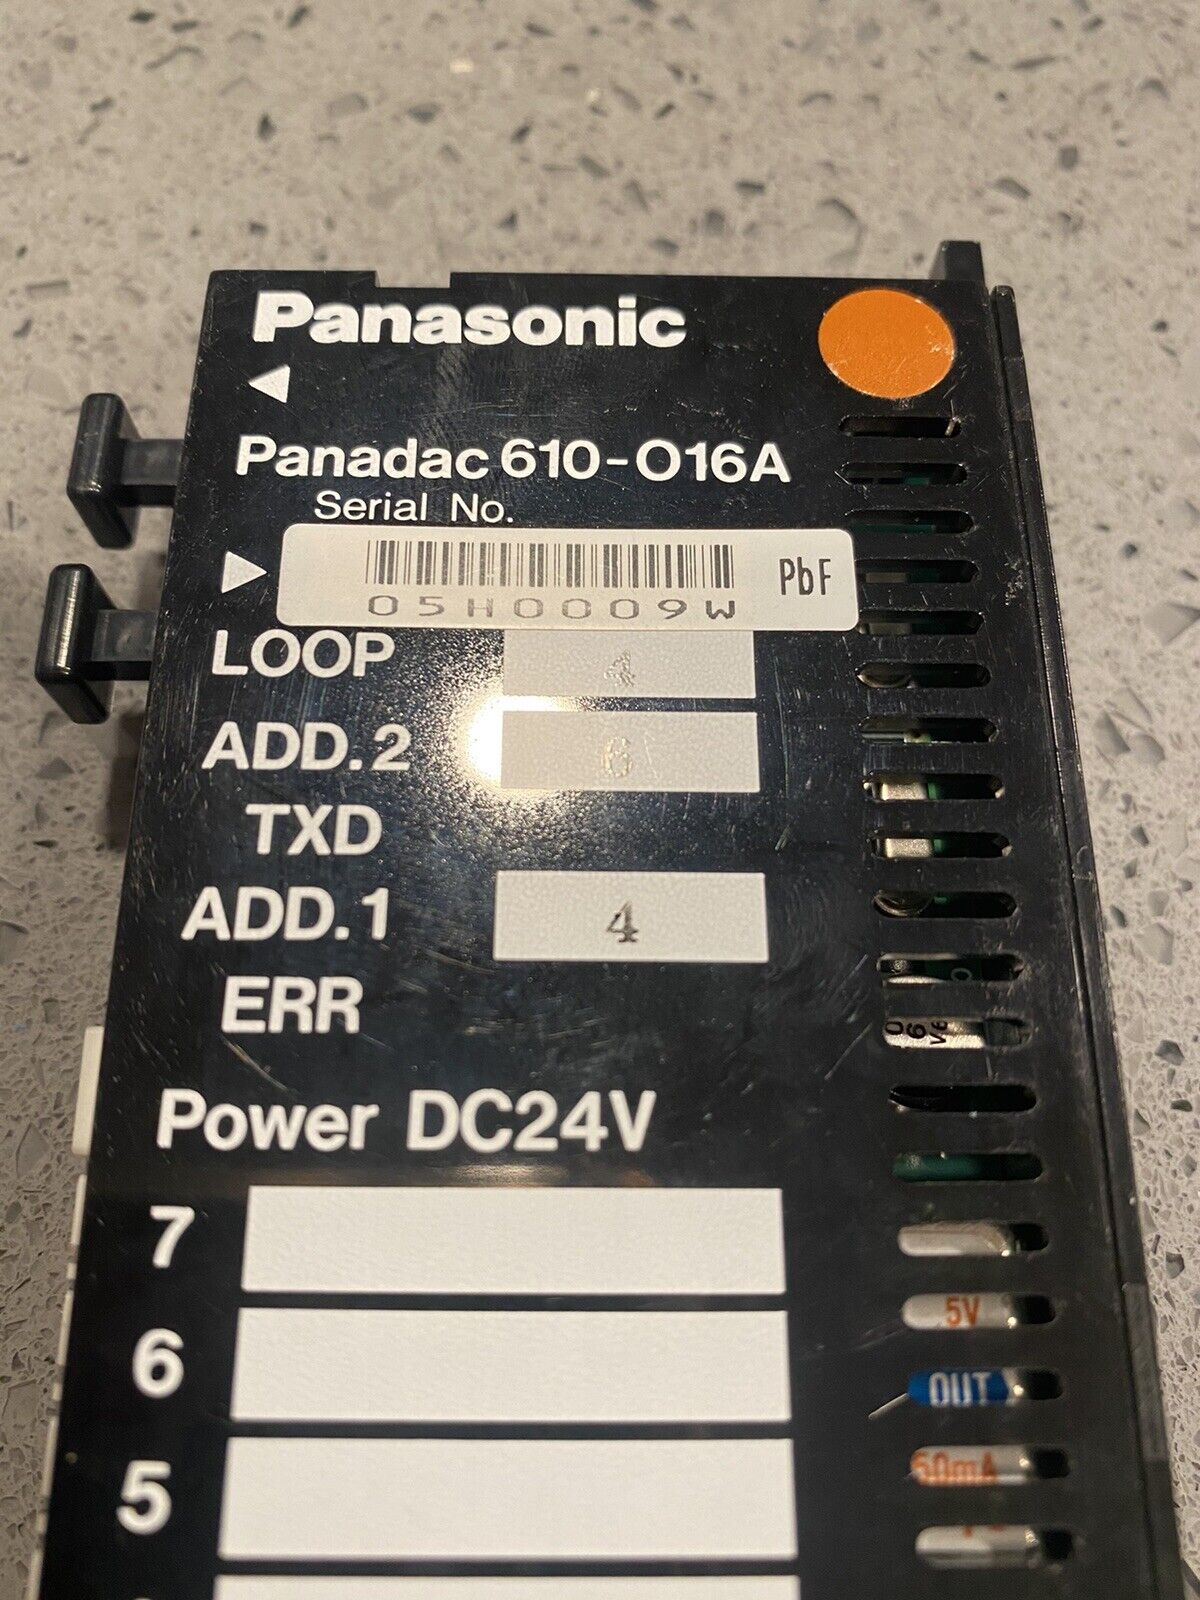 Panasonic
Panadac 610-O16A
Serial No.
05H0009W PbF
LOOP 4
ADD.2 6
TXD
ADD.1 4
ERR
Power DC24V
7
6
5
5V
OUT
50mA